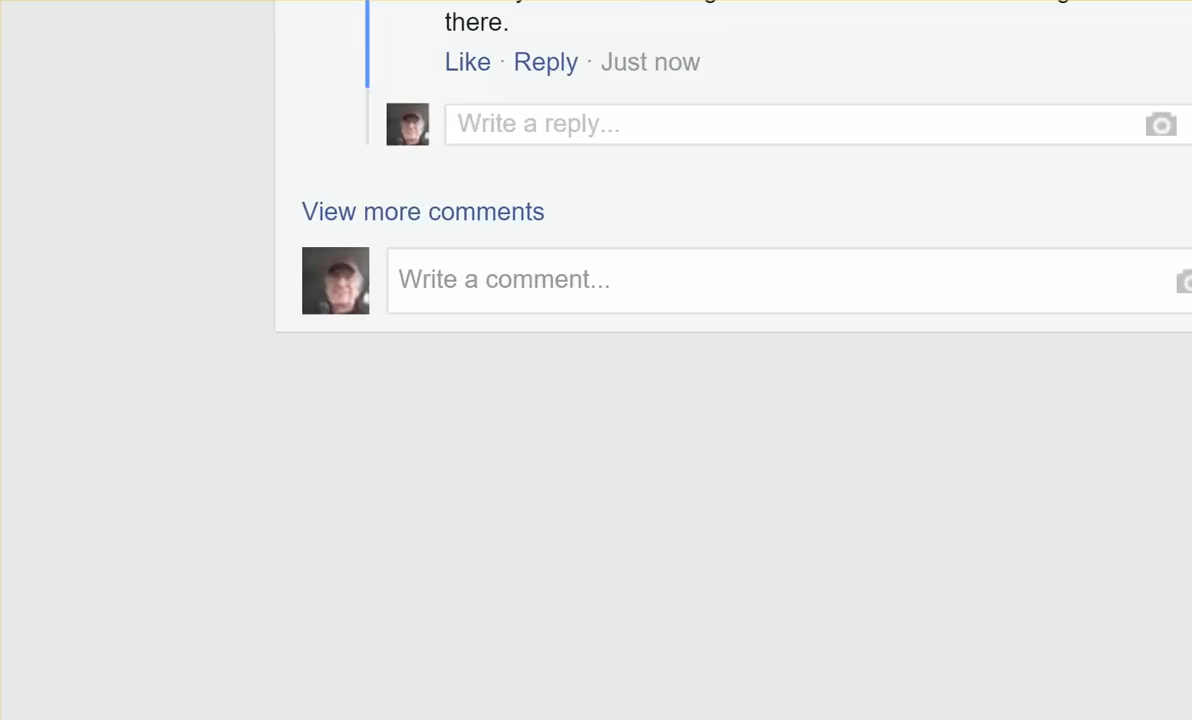 there.
Like · Reply · Just now
Write a reply...
View more comments
Write a comment...